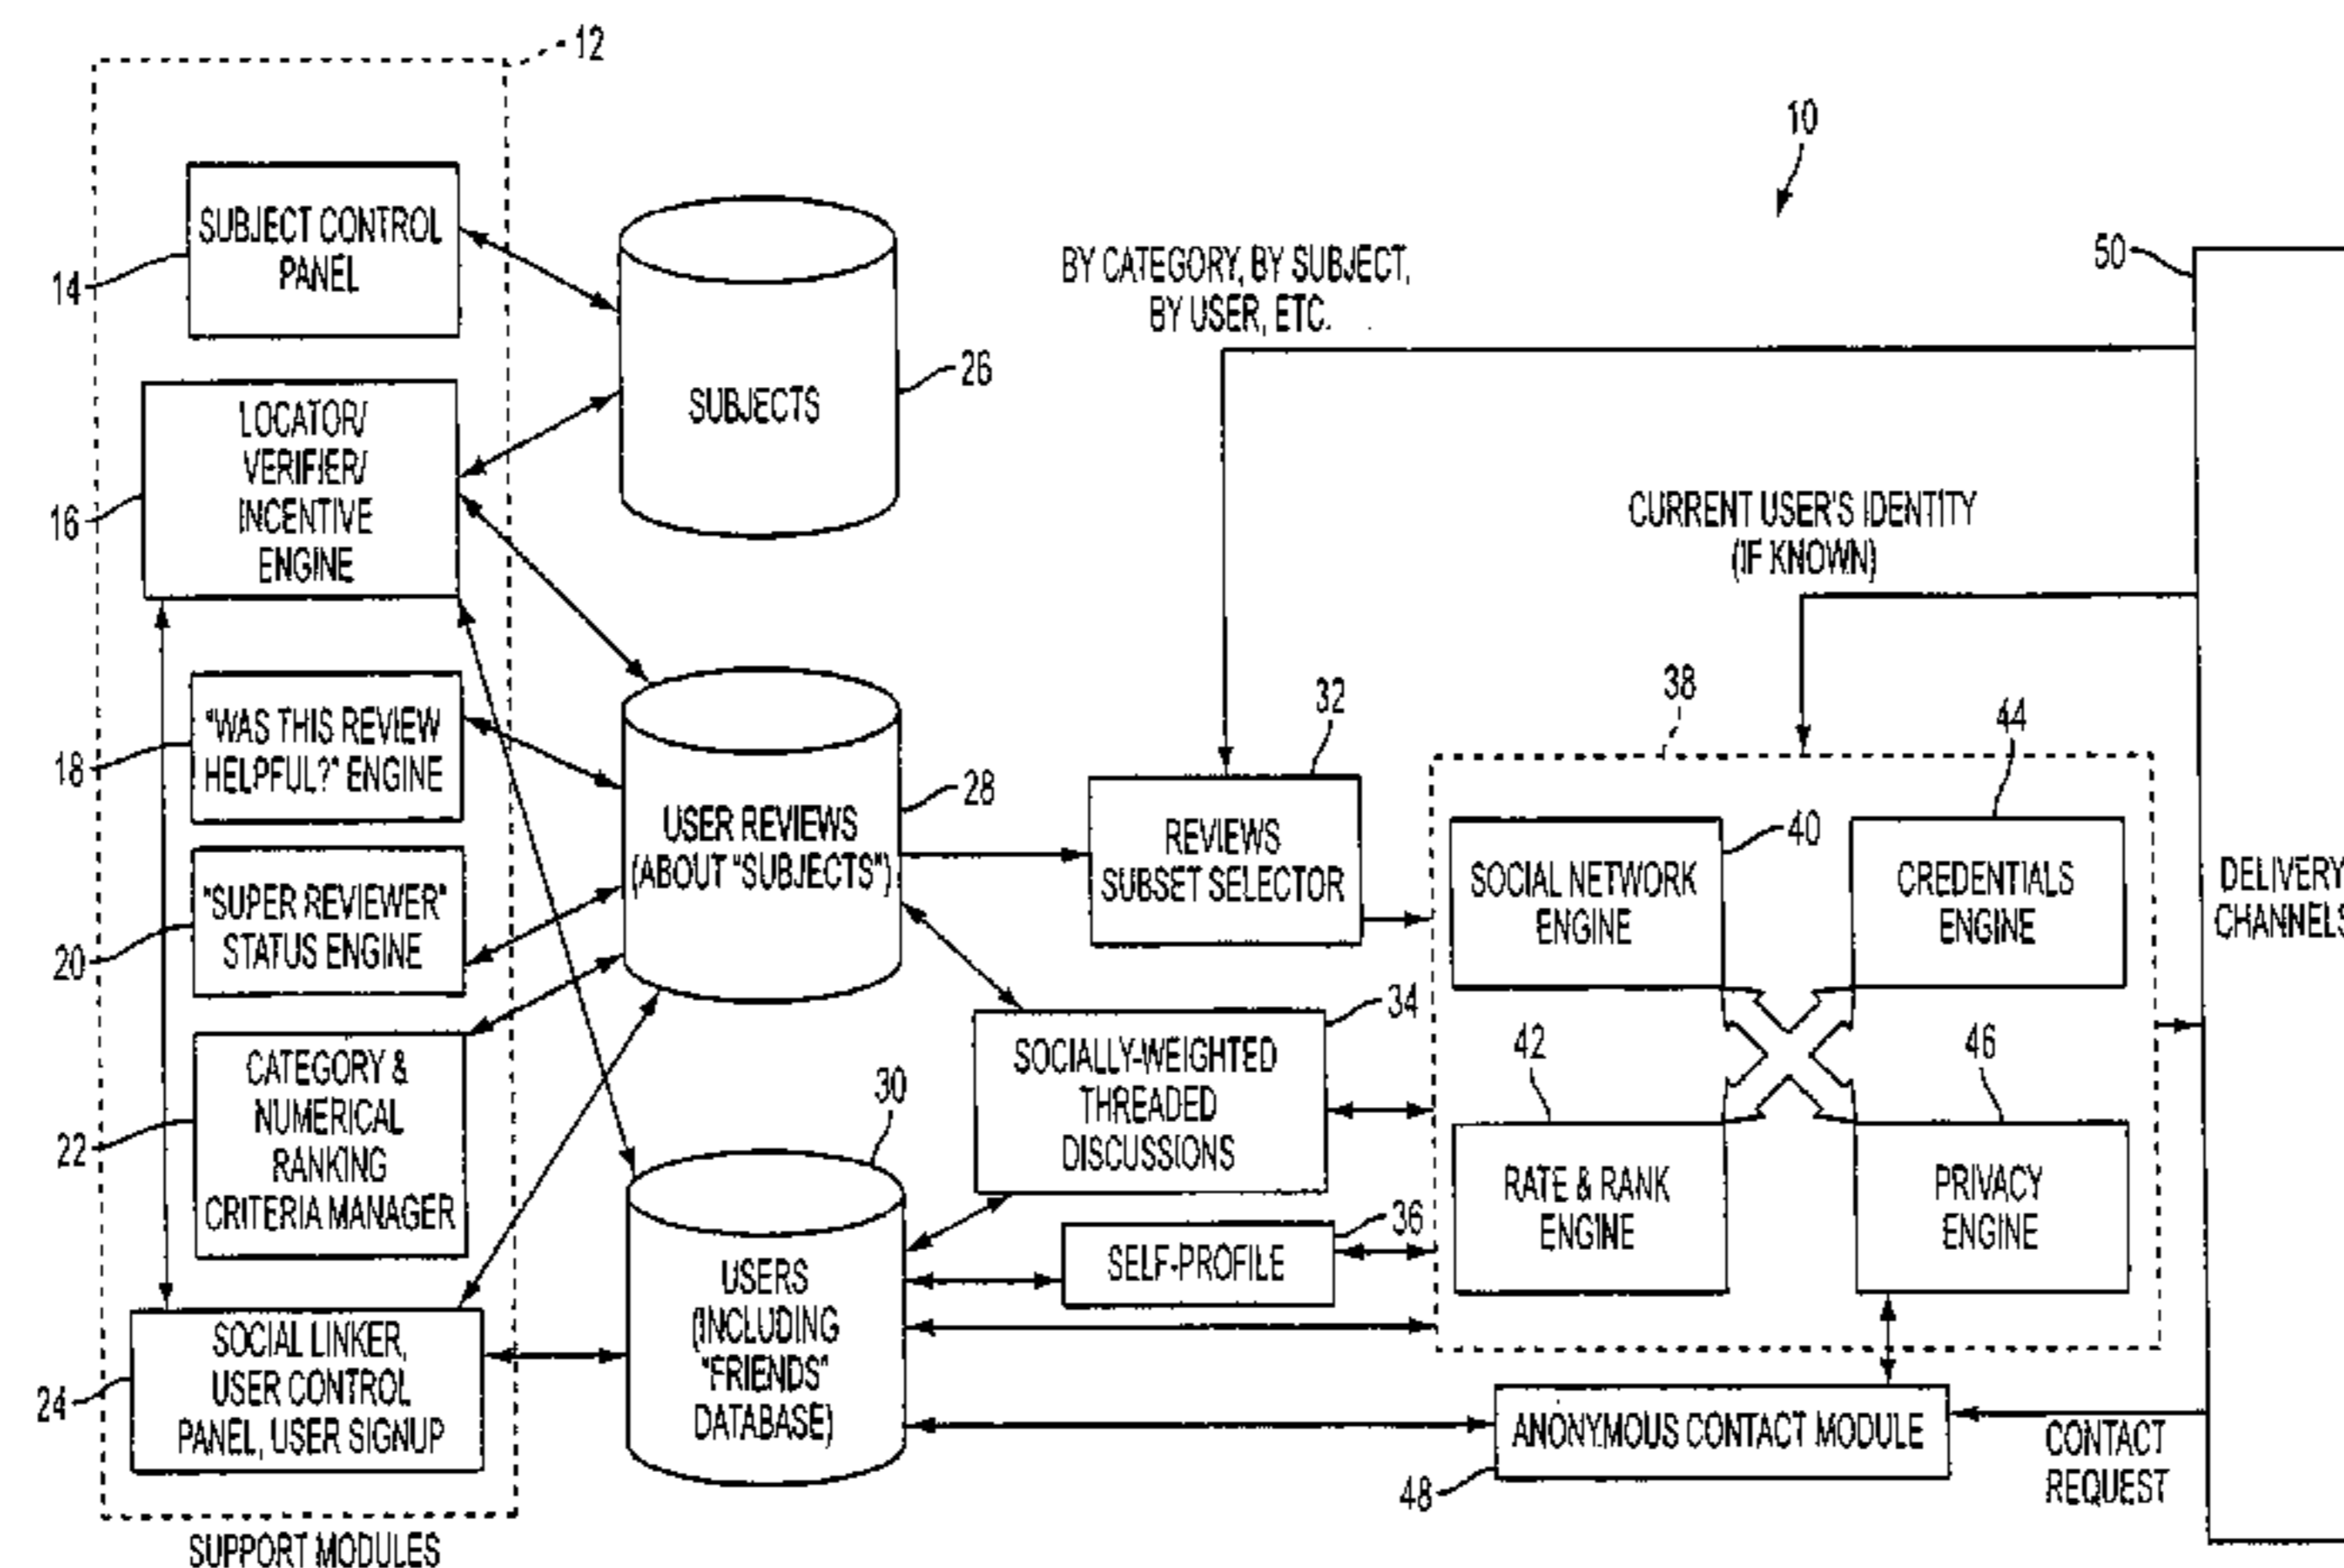 12
10
SUBJECT CONTROL
PANEL
14
SUBJECTS
26
BY CATEGORY, BY SUBJECT,
BY USER, ETC.
50
LOCATOR/
VERIFIER/
INCENTIVE
ENGINE
16
CURRENT USER'S IDENTITY
(IF KNOWN)
"WAS THIS REVIEW
HELPFUL?" ENGINE
18
"SUPER REVIEWER"
STATUS ENGINE
20
CATEGORY &
NUMERICAL
RANKING
CRITERIA MANAGER
22
SOCIAL LINKER,
USER CONTROL
PANEL, USER SIGNUP
24
SUPPORT MODULES
USER REVIEWS
(ABOUT "SUBJECTS")
28
USERS
(INCLUDING
"FRIENDS"
DATABASE)
30
REVIEWS
SUBSET SELECTOR
32
SOCIALLY-WEIGHTED
THREADED
DISCUSSIONS
34
SELF-PROFILE
36
38
SOCIAL NETWORK
ENGINE
40
CREDENTIALS
ENGINE
44
RATE & RANK
ENGINE
42
PRIVACY
ENGINE
46
ANONYMOUS CONTACT MODULE
48
CONTACT
REQUEST
DELIVERY
CHANNELS